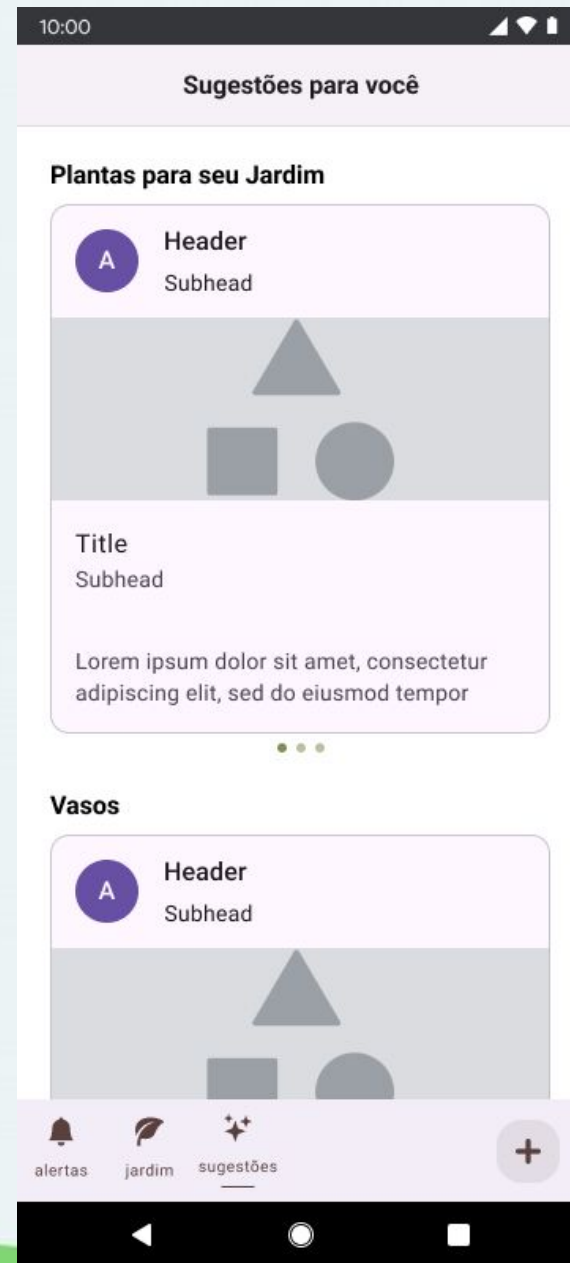 10:00
Sugestões para você
Plantas para seu Jardim
A
Header
Subhead
Title
Subhead
Lorem ipsum dolor sit amet, consectetur
adipiscing elit, sed do eiusmod tempor
Vasos
A
Header
Subhead
alertas
jardim
sugestões